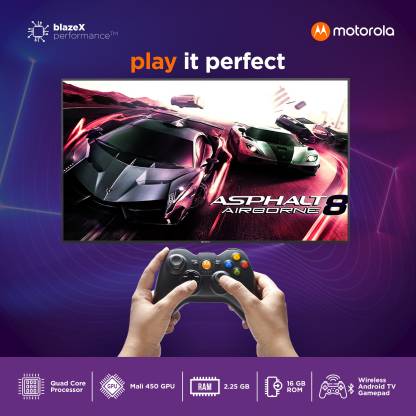 blazeX
performance™
motorola
play it perfect
ASPHALT
AIRBORNE 8
Quad Core
Processor
GPU
Mali 450 GPU
RAM
2.25 GB
16 GB
ROM
Wireless
Android TV
Gamepad